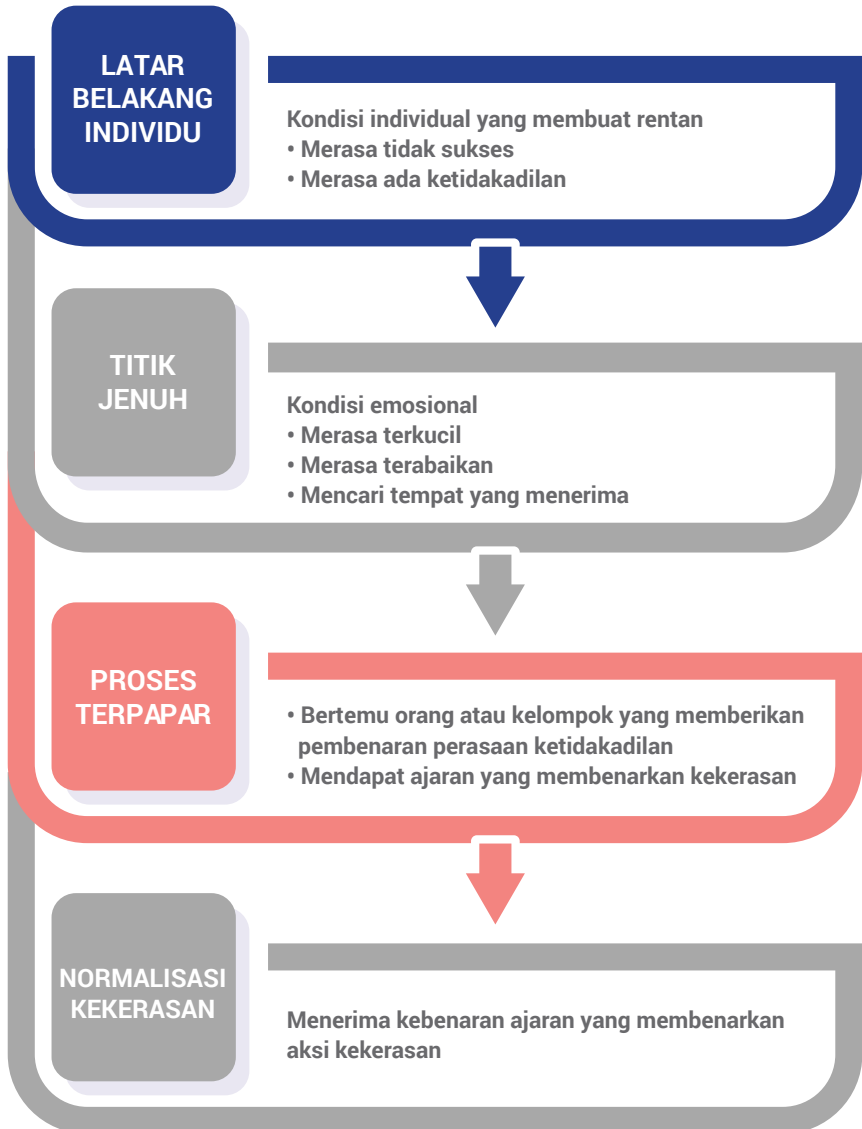 LATAR
BELAKANG
INDIVIDU
Kondisi individual yang membuat rentan
• Merasa tidak sukses
• Merasa ada ketidakadilan
TITIK
JENUH
Kondisi emosional
• Merasa terkucil
• Merasa terabaikan
• Mencari tempat yang menerima
PROSES
TERPAPAR
• Bertemu orang atau kelompok yang memberikan
pembenaran perasaan ketidakadilan
• Mendapat ajaran yang membenarkan kekerasan
NORMALISASI
KEKERASAN
Menerima kebenaran ajaran yang membenarkan
aksi kekerasan